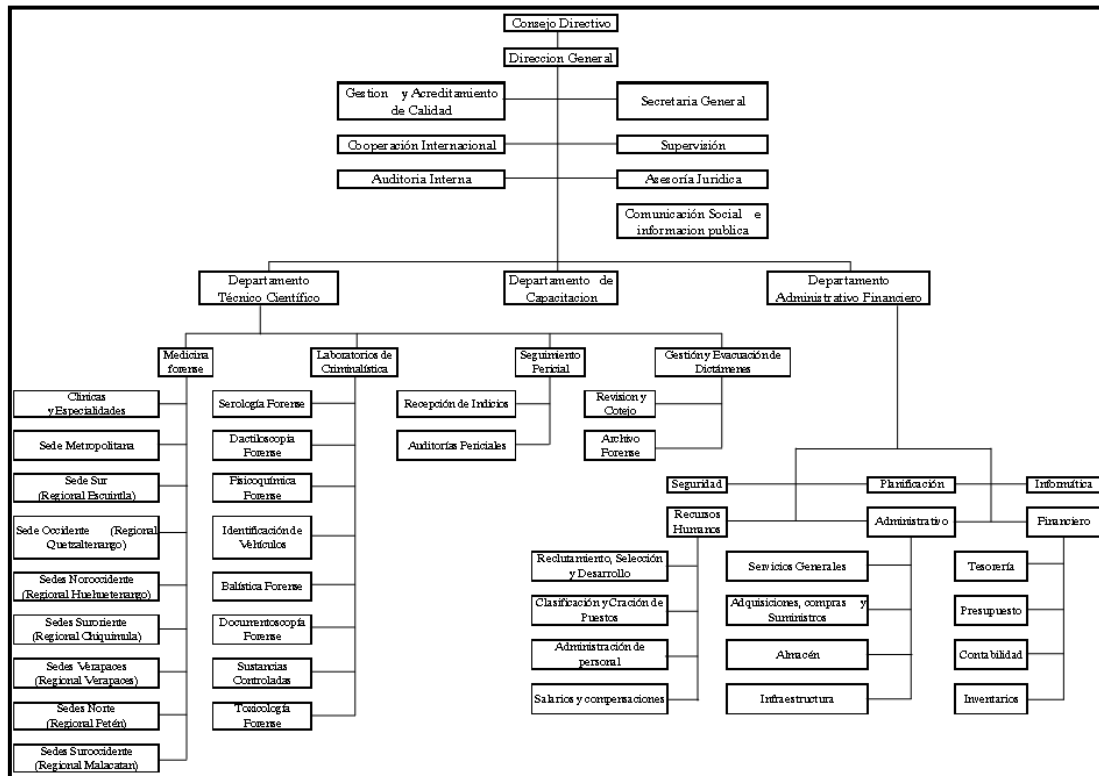 Consejo Directivo
Direccion General
Gestion y Acreditamiento
de Calidad
Secretaria General
Cooperación Internacional
Supervisión
Auditoria Interna
Asesoría Juridica
Comunicación Social e
informacion publica
Departamento
Técnico Científico
Departamento de
Capacitacion
Departamento
Administrativo Financiero
Medicina
forense
Laboratorios de
Criminalística
Seguimiento
Pericial
Gestión y Evacuación de
Dictámenes
Clinicas
y Especialidades
Sede Metropolitana
Sede Sur
(Regional Escuintla)
Sede Occidente (Regional
Quetzaltenrango)
Sedes Noroccidente
(Regional Huehuetenrango)
Sedes Suroriente
(Regional Chiquimula)
Sedes Verapaces
(Regional Verapaces)
Sedes Norte
(Regional Petén)
Sedes Suroccidente
(Regional Malacatan)
Serología Forense
Dactiloscopía
Forense
Fisicoquímica
Forense
Identificación de
Vehículos
Balística Forense
Documentoscopía
Forense
Sustancias
Controladas
Toxicología
Forense
Recepción de Indicios
Auditorías Periciales
Revision y
Cotejo
Archivo
Forense
Seguridad
Planificación
Informática
Recursos
Humanos
Administrativo
Financiero
Reclutamiento, Selección
y Desarrollo
Clasificación y Cración de
Puestos
Administración de
personal
Salarios y compensaciones
Servicios Generales
Adquisiciones, compras y
Suministros
Almacén
Infraestructura
Tesorería
Presupuesto
Contabilidad
Inventarios